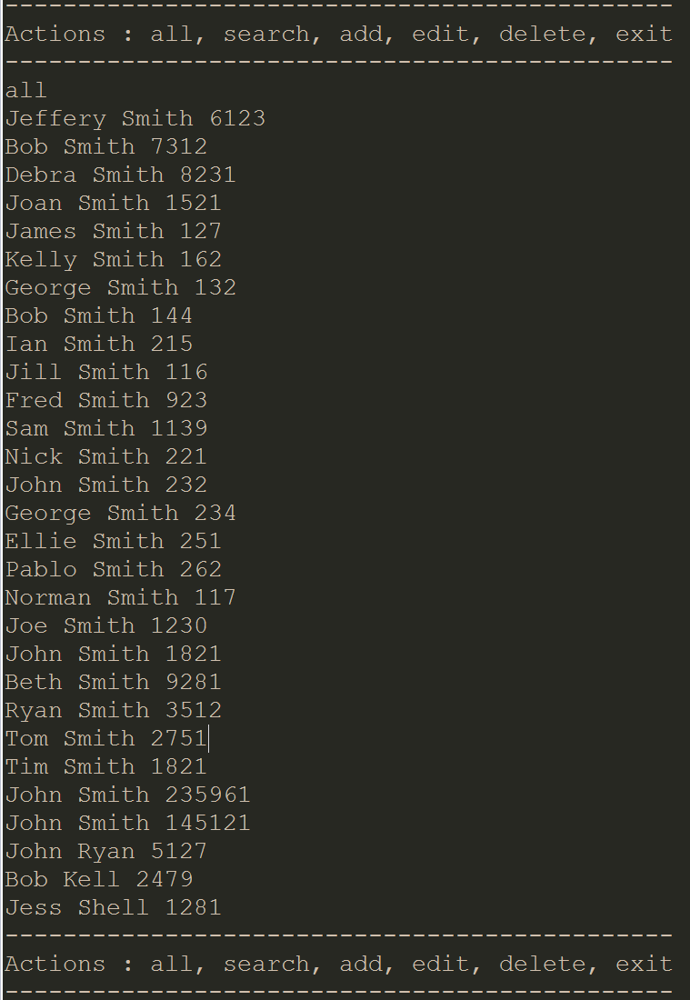 ----------------------------------------------
Actions : all, search, add, edit, delete, exit
----------------------------------------------
all
Jeffery Smith 6123
Bob Smith 7312
Debra Smith 8231
Joan Smith 1521
James Smith 127
Kelly Smith 162
George Smith 132
Bob Smith 144
Ian Smith 215
Jill Smith 116
Fred Smith 923
Sam Smith 1139
Nick Smith 221
John Smith 232
George Smith 234
Ellie Smith 251
Pablo Smith 262
Norman Smith 117
Joe Smith 1230
John Smith 1821
Beth Smith 9281
Ryan Smith 3512
Tom Smith 2751
Tim Smith 1821
John Smith 235961
John Smith 145121
John Ryan 5127
Bob Kell 2479
Jess Shell 1281
----------------------------------------------
Actions : all, search, add, edit, delete, exit
----------------------------------------------